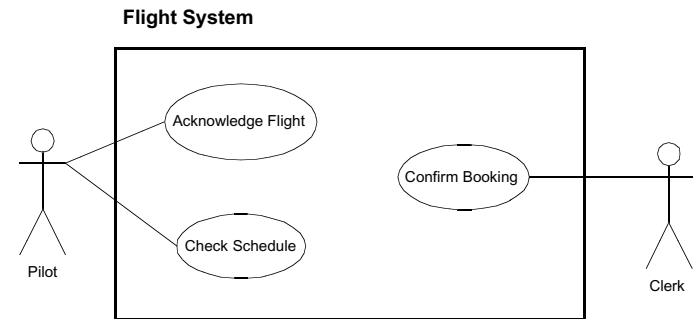 Flight System
Acknowledge Flight
Confirm Booking
Check Schedule
Pilot
Clerk